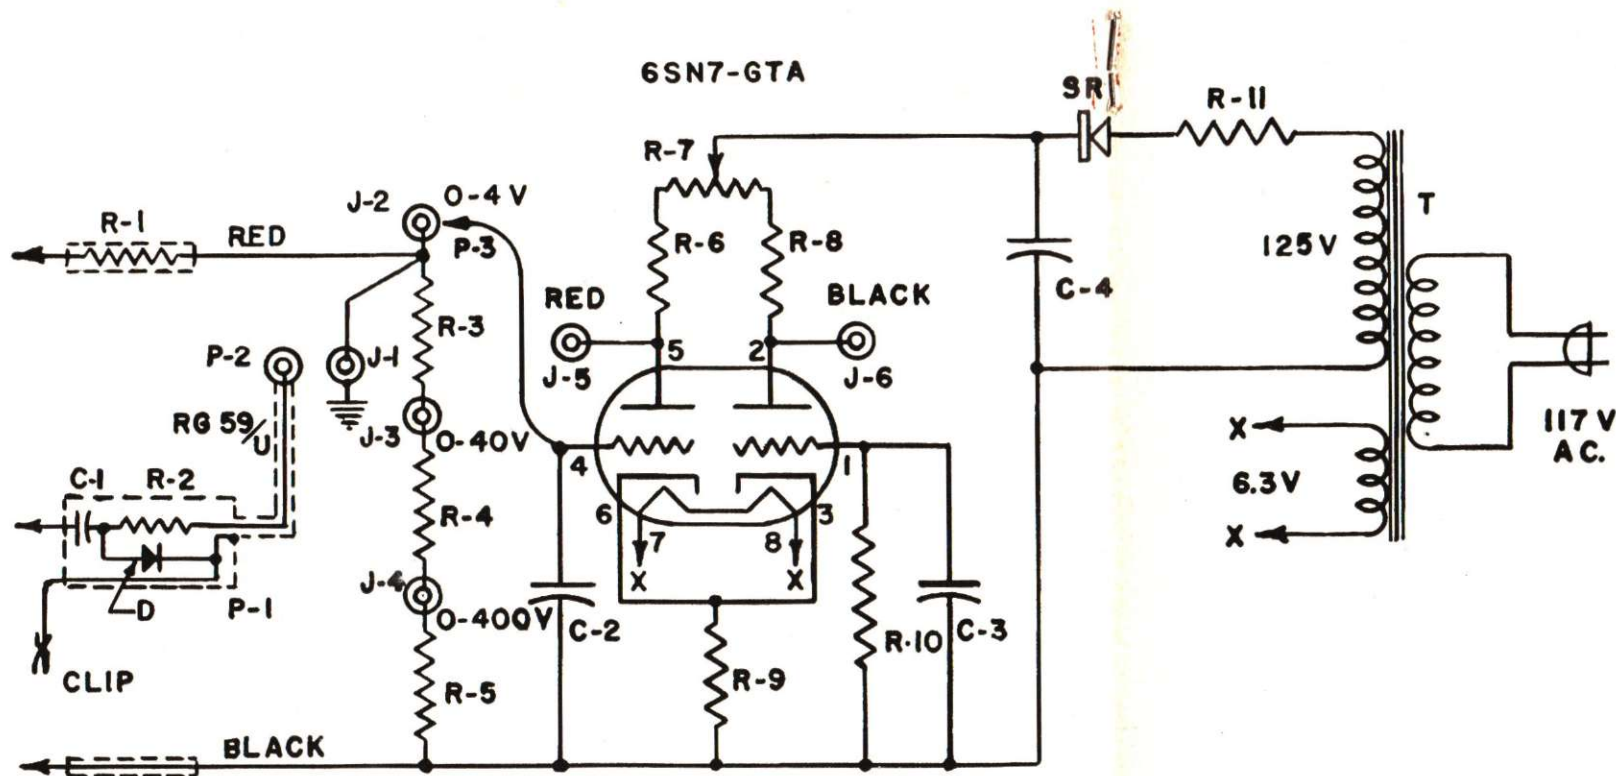 6SN7-GTA
SR
R-11
R-7
J-2
0-4V
P-3
R-1
RED
R-6
R-8
125V
T
C-4
RED
BLACK
R-3
J-5
5
2
J-6
P-2
J-1
RG 59/U
J-3
0-40V
4
1
X
117 V
A.C.
C-1
R-2
6.3V
R-4
6
3
7
8
X
X
X
J-4
D
P-1
0-400V
C-2
R-10
C-3
CLIP
R-5
R-9
BLACK